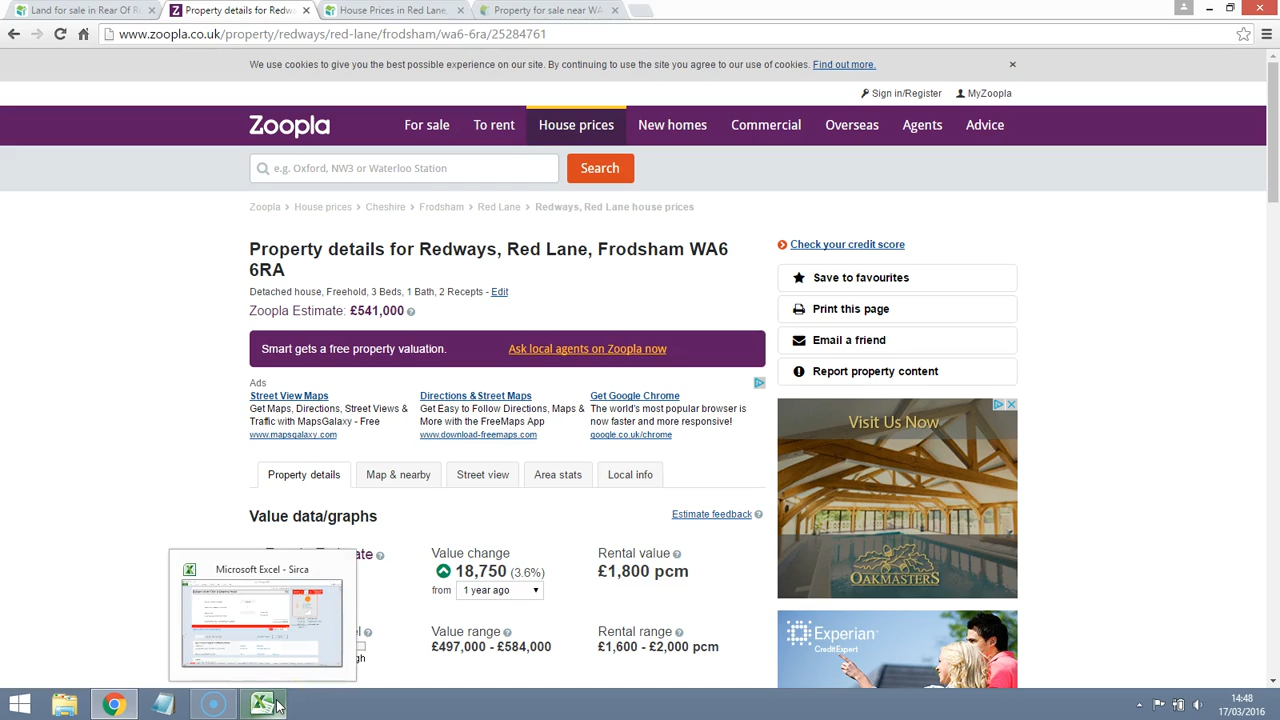 Land for sale in Rear Of R
Property details for Redw
House Prices in Red Lane,
Property for sale near WA
www.zoopla.co.uk/property/redways/red-lane/frodsham/wa6-6ra/25284761
We use cookies to give you the best possible experience on our site. By continuing to use the site you agree to our use of cookies. Find out more.
Sign in/Register MyZoopla
Zoopla For sale To rent House prices New homes Commercial Overseas Agents Advice
e.g. Oxford, NW3 or Waterloo Station Search
Zoopla > House prices > Cheshire > Frodsham > Red Lane > Redways, Red Lane house prices
Property details for Redways, Red Lane, Frodsham WA6
6RA
Detached house, Freehold, 3 Beds, 1 Bath, 2 Recepts - Edit
Zoopla Estimate: £541,000
Smart gets a free property valuation. Ask local agents on Zoopla now
Check your credit score
Save to favourites
Print this page
Email a friend
Report property content
Ads
Street View Maps
Get Maps, Directions, Street Views &
Traffic with MapsGalaxy - Free
www.mapsgalaxy.com
Directions & Street Maps
Get Easy to Follow Directions, Maps &
More with the FreeMaps App
www.download-freemaps.com
Get Google Chrome
The world's most popular browser is
now faster and more responsive!
google.co.uk/chrome
Visit Us Now
OAKMASTERS
Property details Map & nearby Street view Area stats Local info
Value data/graphs Estimate feedback
Value change
18,750 (3.6%)
from 1 year ago
Rental value
£1,800 pcm
Value range
£497,000 - £584,000
Rental range
£1,600 - £2,000 pcm
Experian
CreditExpert
Microsoft Excel - Sirca
14:48
17/03/2016